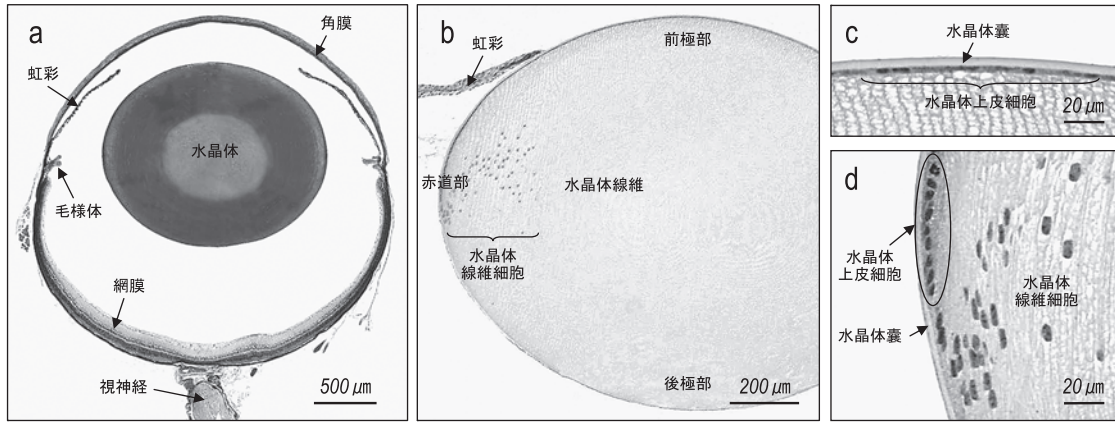 a
角膜
虹彩
水晶体
毛様体
網膜
視神経
500 μm
b
虹彩
前極部
赤道部
水晶体線維
水晶体
線維細胞
後極部
200 μm
c
水晶体嚢
水晶体上皮細胞
20 μm
d
水晶体
上皮細胞
水晶体
線維細胞
水晶体嚢
20 μm